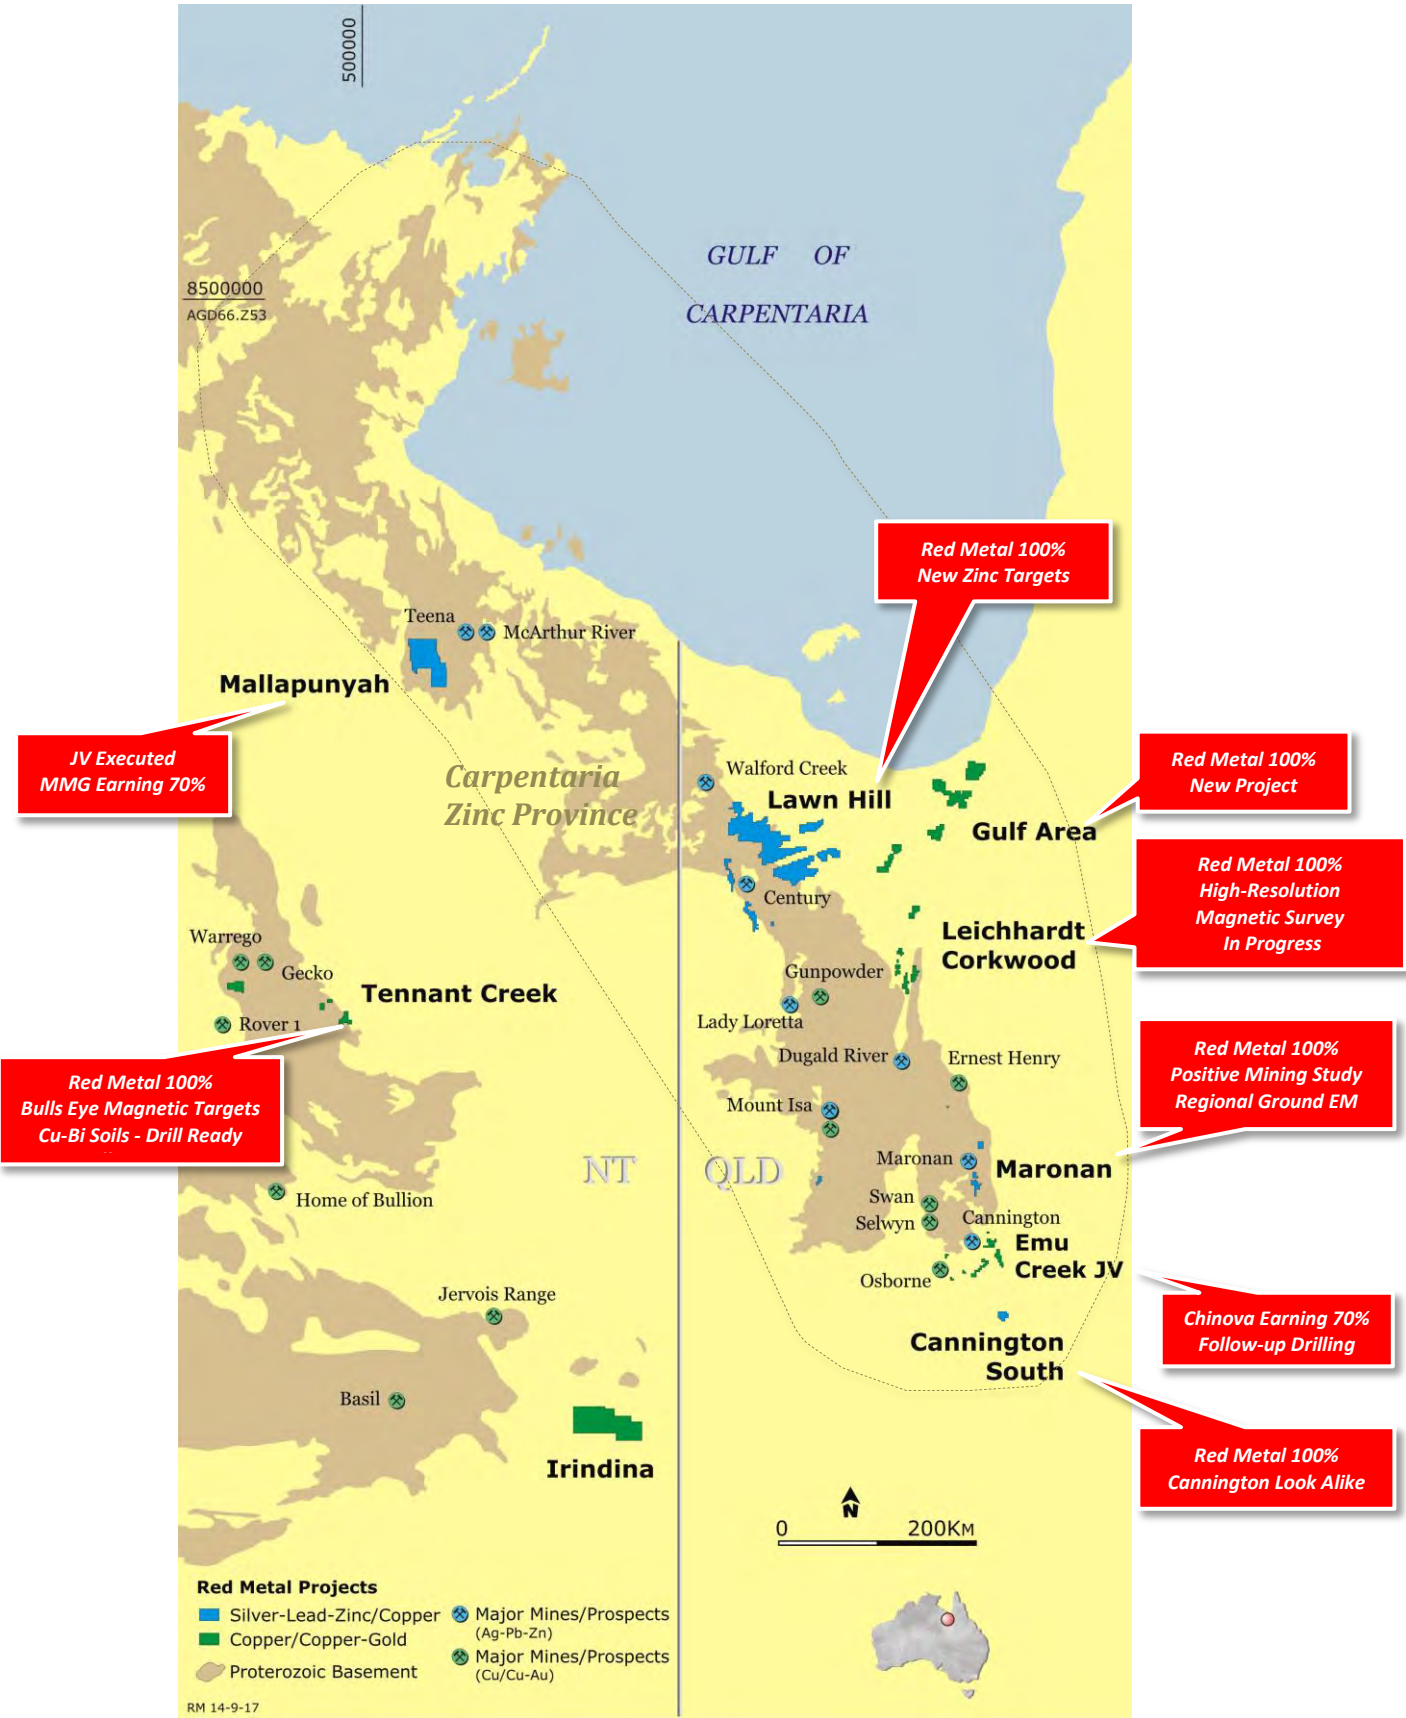 500000
8500000
AGD66.Z53
GULF OF
CARPENTARIA
Red Metal 100%
New Zinc Targets
Teena
McArthur River
Mallapunyah
JV Executed
MMG Earning 70%
Carpentaria
Zinc Province
Walford Creek
Lawn Hill
Red Metal 100%
New Project
Gulf Area
Red Metal 100%
High-Resolution
Magnetic Survey
In Progress
Century
Leichhardt
Corkwood
Warrego
Gecko
Gunpowder
Tennant Creek
Lady Loretta
Rover 1
Dugald River
Ernest Henry
Red Metal 100%
Positive Mining Study
Regional Ground EM
Red Metal 100%
Bulls Eye Magnetic Targets
Cu-Bi Soils - Drill Ready
Mount Isa
NT
QLD
Maronan
Maronan
Home of Bullion
Swan
Selwyn
Cannington
Emu
Creek JV
Osborne
Jervois Range
Chinova Earning 70%
Follow-up Drilling
Cannington
South
Basil
Irindina
Red Metal 100%
Cannington Look Alike
N
0 200KM
Red Metal Projects
Silver-Lead-Zinc/Copper
Copper/Copper-Gold
Proterozoic Basement
Major Mines/Prospects
(Ag-Pb-Zn)
Major Mines/Prospects
(Cu/Cu-Au)
RM 14-9-17